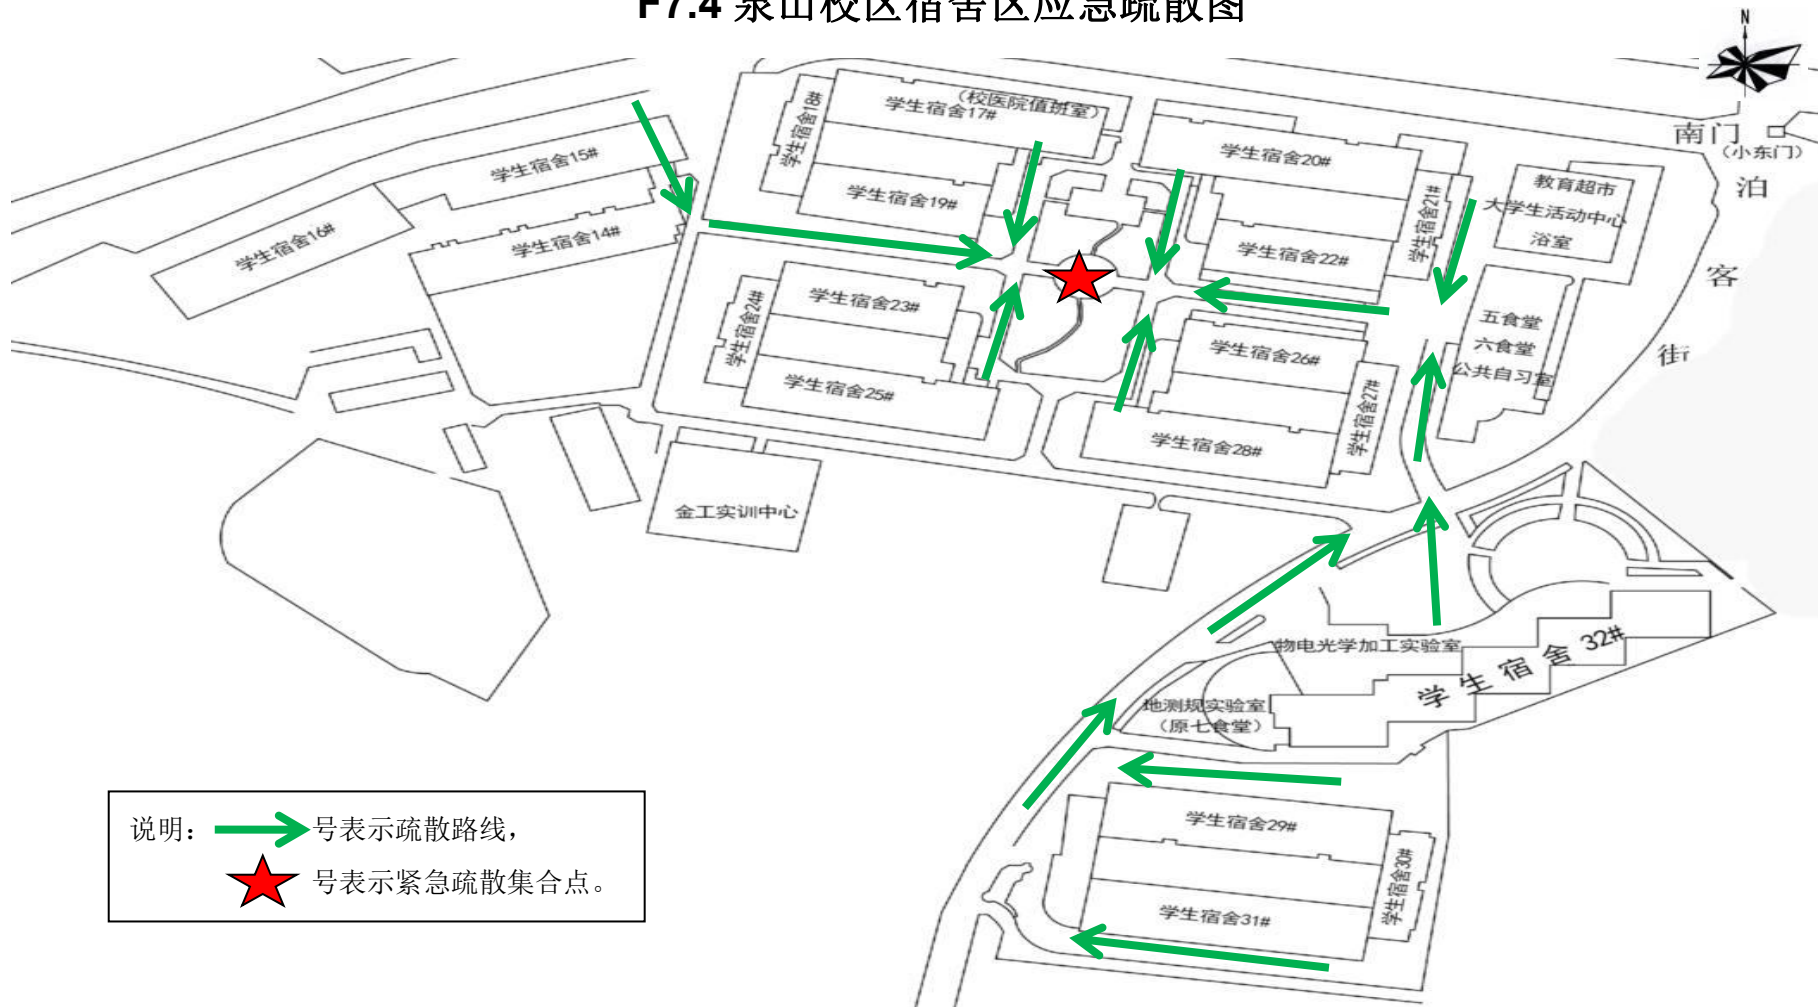 F7.4 泉山校区宿舍区应急疏散图
N
南门
（小东门）
泊
客
街
学生宿舍18#
（校医院值班室）
学生宿舍17#
学生宿舍19#
学生宿舍20#
学生宿舍21#
学生宿舍22#
教育超市
大学生活动中心
浴室
学生宿舍15#
学生宿舍16#
学生宿舍14#
学生宿舍23#
学生宿舍24#
学生宿舍25#
学生宿舍26#
学生宿舍27#
学生宿舍28#
五食堂
六食堂
公共自习室
金工实训中心
物电光学加工实验室
学生宿舍32#
地测规实验室
（原七食堂）
学生宿舍29#
学生宿舍30#
学生宿舍31#
说明：号表示疏散路线，
号表示紧急疏散集合点。